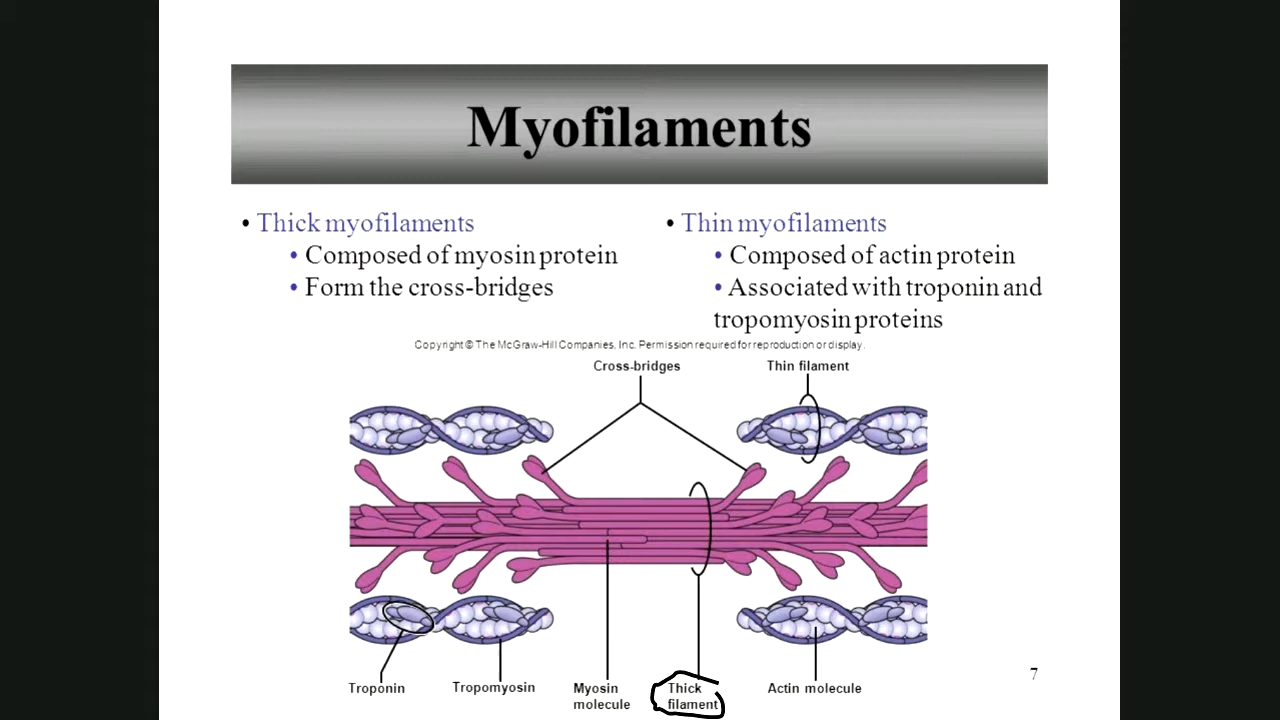 Myofilaments
• Thick myofilaments
• Composed of myosin protein
• Form the cross-bridges
• Thin myofilaments
• Composed of actin protein
• Associated with troponin and
tropomyosin proteins
Copyright © The McGraw-Hill Companies, Inc. Permission required for reproduction or display.
Cross-bridges
Thin filament
Troponin
Tropomyosin
Myosin
molecule
Thick
filament
Actin molecule
7